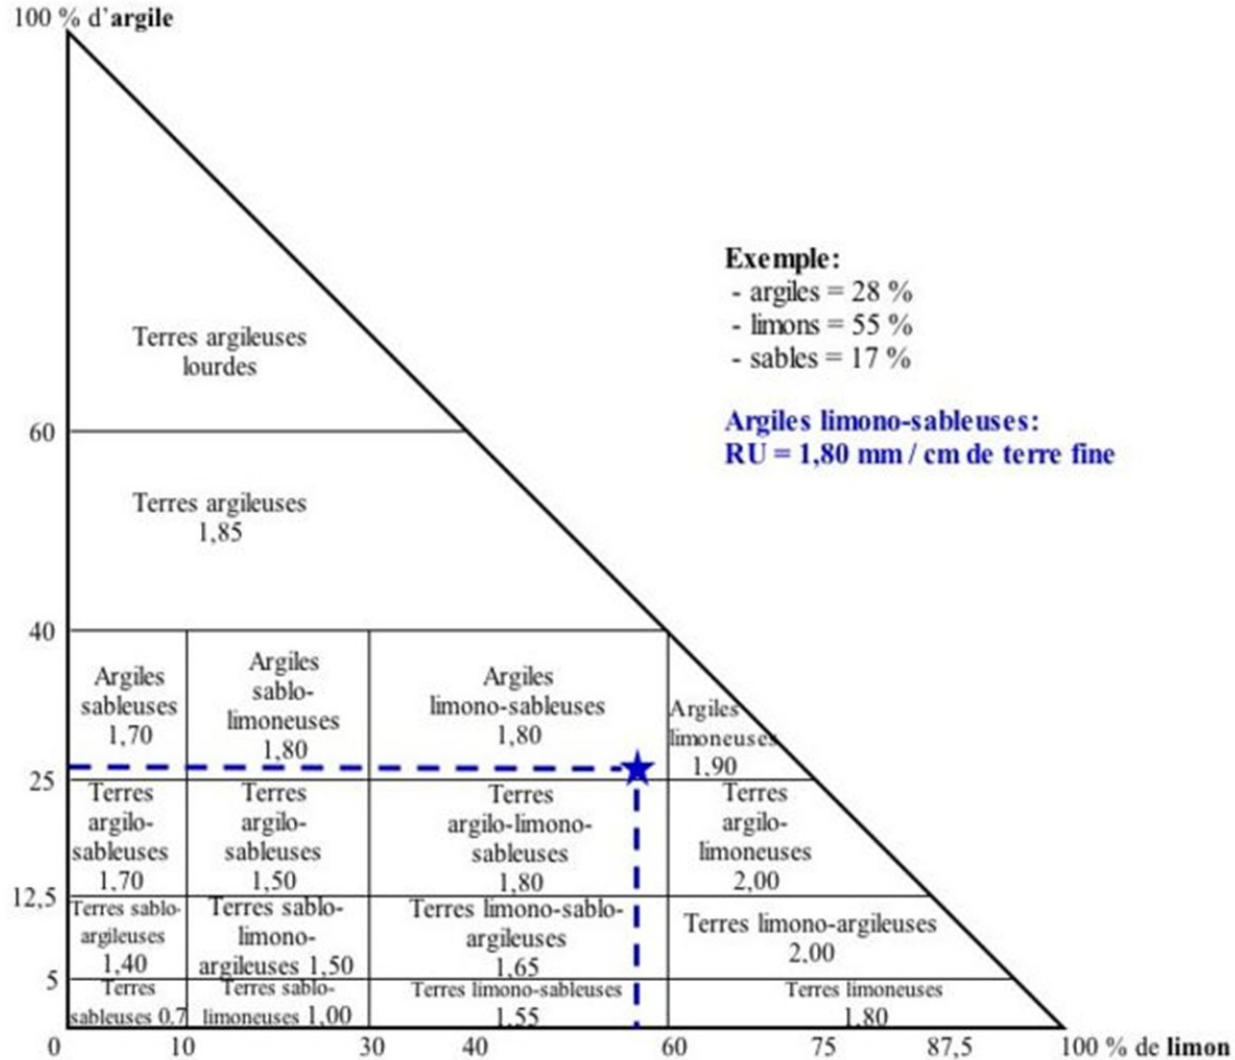 100 % d'argile
Exemple:
- argiles = 28 %
- limons = 55 %
- sables = 17 %
Argiles limono-sableuses:
RU = 1,80 mm / cm de terre fine
Terres argileuses
lourdes
60
Terres argileuses
1,85
40
Argiles
sableuses
1,70
Argiles
sablo-
limoneuses
1,80
Argiles
limono-sableuses
1,80
Argiles
limoneuses
1,90
25
Terres
argilo-
sableuses
1,70
Terres
argilo-
sableuses
1,50
Terres
argilo-limono-
sableuses
1,80
Terres
argilo-
limoneuses
2,00
12,5
Terres sablo-
argileuses
1,40
Terres sablo-
limono-
argileuses 1,50
Terres limono-sablo-
argileuses
1,65
Terres limono-argileuses
2,00
5
Terres
sableuses 0,7
Terres sablo-
limoneuses 1,00
Terres limono-sableuses
1,55
Terres limoneuses
1,80
0 10 30 40 60 75 87,5 100 % de limon